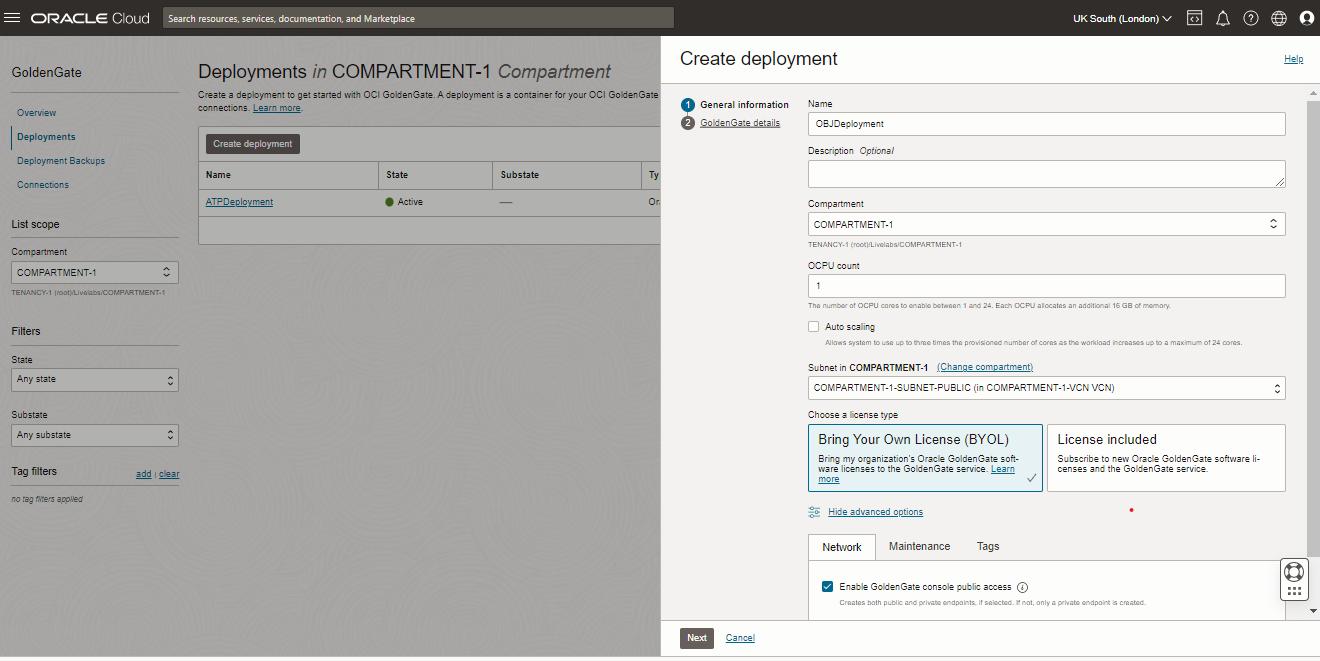 ORACLE Cloud
Search resources, services, documentation, and Marketplace
UK South (London)
GoldenGate
Overview
Deployments
Deployment Backups
Connections
List scope
Compartment
COMPARTMENT-1
TENANCY-1 (root)/Livelabs/COMPARTMENT-1
Filters
State
Any state
Substate
Any substate
Tag filters
add | clear
no tag filters applied
Deployments in COMPARTMENT-1 Compartment
Create a deployment to get started with OCI GoldenGate. A deployment is a container for your OCI GoldenGate
connections. Learn more.
Create deployment
Name State Substate Ty
ATPDeployment Active — Or
Create deployment
Help
1 General information
2 GoldenGate details
Name
OBJDeployment
Description Optional
Compartment
COMPARTMENT-1
TENANCY-1 (root)/Livelabs/COMPARTMENT-1
OCPU count
1
The number of OCPU cores to enable between 1 and 24. Each OCPU allocates an additional 16 GB of memory.
Auto scaling
Allows system to use up to three times the provisioned number of cores as the workload increases up to a maximum of 24 cores.
Subnet in COMPARTMENT-1 (Change compartment)
COMPARTMENT-1-SUBNET-PUBLIC (in COMPARTMENT-1-VCN VCN)
Choose a license type
Bring Your Own License (BYOL)
Bring my organization's Oracle GoldenGate soft-
ware licenses to the GoldenGate service. Learn
more
License included
Subscribe to new Oracle GoldenGate software li-
censes and the GoldenGate service.
Hide advanced options
Network Maintenance Tags
Enable GoldenGate console public access
Creates both public and private endpoints, if selected. If not, only a private endpoint is created.
Next Cancel